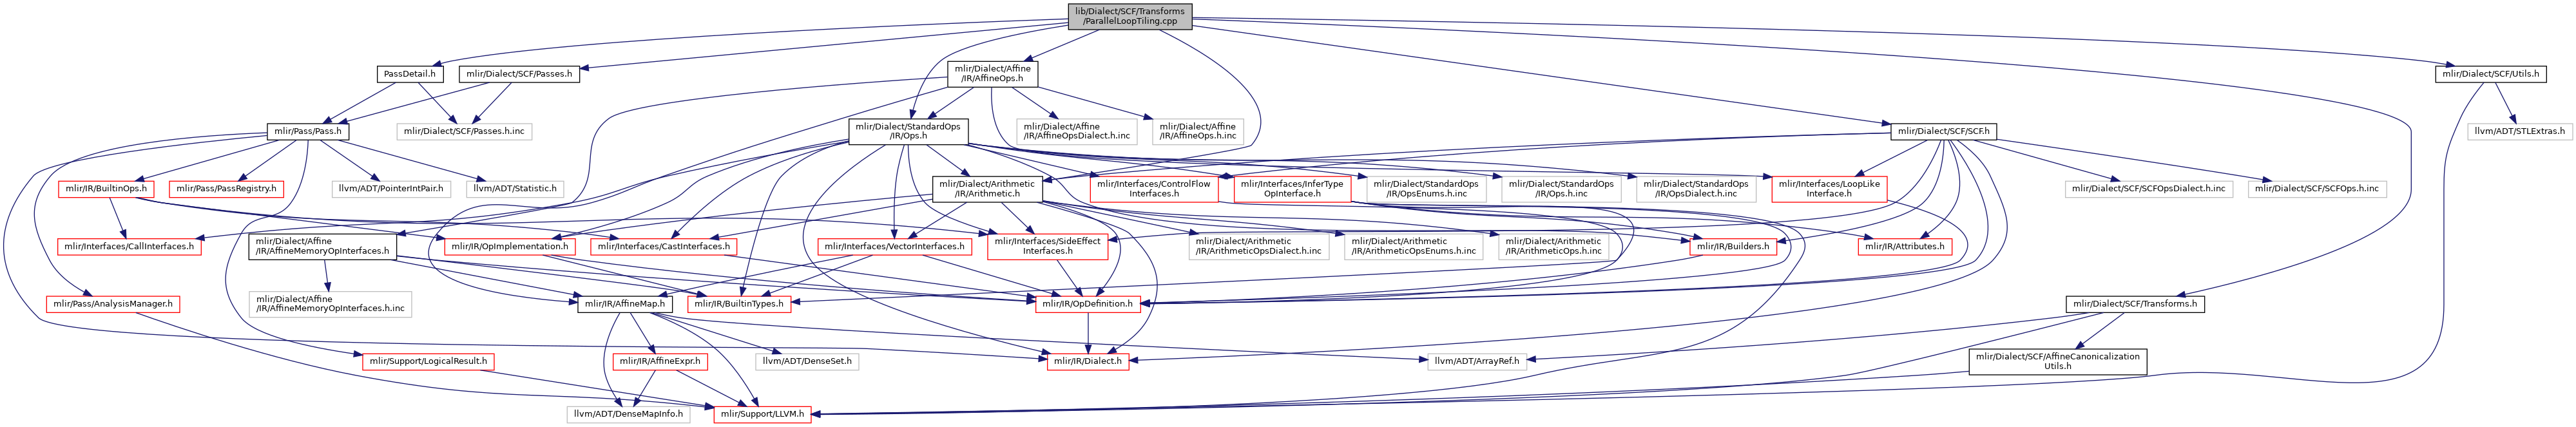 lib/Dialect/SCF/Transforms
/ParallelLoopTiling.cpp
PassDetail.h
mlir/Dialect/SCF/Passes.h
mlir/Dialect/Affine
/IR/AffineOps.h
mlir/Dialect/SCF/Utils.h
mlir/Pass/Pass.h
mlir/Dialect/SCF/Passes.h.inc
mlir/Dialect/StandardOps
/IR/Ops.h
mlir/Dialect/Affine
/IR/AffineOpsDialect.h.inc
mlir/Dialect/Affine
/IR/AffineOps.h.inc
mlir/Dialect/SCF/SCF.h
llvm/ADT/STLExtras.h
mlir/IR/BuiltinOps.h
mlir/Pass/PassRegistry.h
llvm/ADT/PointerIntPair.h
llvm/ADT/Statistic.h
mlir/Dialect/Arithmetic
/IR/Arithmetic.h
mlir/Interfaces/ControlFlow
Interfaces.h
mlir/Interfaces/InferType
OpInterface.h
mlir/Dialect/StandardOps
/IR/OpsEnums.h.inc
mlir/Dialect/StandardOps
/IR/Ops.h.inc
mlir/Dialect/StandardOps
/IR/OpsDialect.h.inc
mlir/Interfaces/LoopLike
Interface.h
mlir/Dialect/SCF/SCFOpsDialect.h.inc
mlir/Dialect/SCF/SCFOps.h.inc
mlir/Interfaces/CallInterfaces.h
mlir/Dialect/Affine
/IR/AffineMemoryOpInterfaces.h
mlir/IR/OpImplementation.h
mlir/Interfaces/CastInterfaces.h
mlir/Interfaces/VectorInterfaces.h
mlir/Interfaces/SideEffect
Interfaces.h
mlir/Dialect/Arithmetic
/IR/ArithmeticOpsDialect.h.inc
mlir/Dialect/Arithmetic
/IR/ArithmeticOpsEnums.h.inc
mlir/Dialect/Arithmetic
/IR/ArithmeticOps.h.inc
mlir/IR/Builders.h
mlir/IR/Attributes.h
mlir/Pass/AnalysisManager.h
mlir/Dialect/Affine
/IR/AffineMemoryOpInterfaces.h.inc
mlir/IR/AffineMap.h
mlir/IR/BuiltinTypes.h
mlir/IR/OpDefinition.h
mlir/Dialect/SCF/Transforms.h
mlir/Support/LogicalResult.h
mlir/IR/AffineExpr.h
llvm/ADT/DenseSet.h
mlir/IR/Dialect.h
llvm/ADT/ArrayRef.h
mlir/Dialect/SCF/AffineCanonicalization
Utils.h
llvm/ADT/DenseMapInfo.h
mlir/Support/LLVM.h